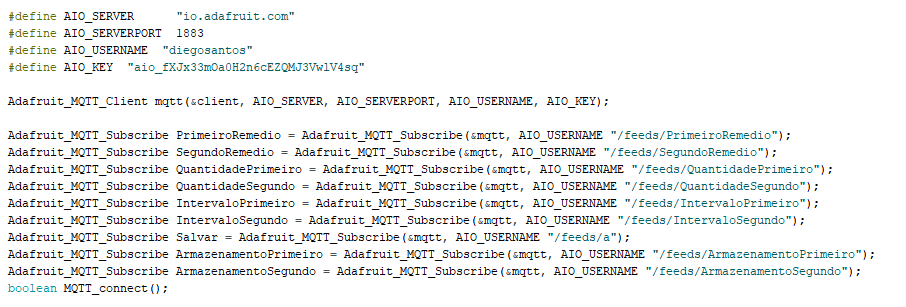 #define AIO_SERVER      "io.adafruit.com"
#define AIO_SERVERPORT  1883
#define AIO_USERNAME  "diegosantos"
#define AIO_KEY  "aio_fXJx33mOa0H2n6cEZQMJ3VwlV4sq"
Adafruit_MQTT_Client mqtt(&client, AIO_SERVER, AIO_SERVERPORT, AIO_USERNAME, AIO_KEY);
Adafruit_MQTT_Subscribe PrimeiroRemedio = Adafruit_MQTT_Subscribe(&mqtt, AIO_USERNAME "/feeds/PrimeiroRemedio");
Adafruit_MQTT_Subscribe SegundoRemedio = Adafruit_MQTT_Subscribe(&mqtt, AIO_USERNAME "/feeds/SegundoRemedio");
Adafruit_MQTT_Subscribe QuantidadePrimeiro = Adafruit_MQTT_Subscribe(&mqtt, AIO_USERNAME "/feeds/QuantidadePrimeiro");
Adafruit_MQTT_Subscribe QuantidadeSegundo = Adafruit_MQTT_Subscribe(&mqtt, AIO_USERNAME "/feeds/QuantidadeSegundo");
Adafruit_MQTT_Subscribe IntervaloPrimeiro = Adafruit_MQTT_Subscribe(&mqtt, AIO_USERNAME "/feeds/IntervaloPrimeiro");
Adafruit_MQTT_Subscribe IntervaloSegundo = Adafruit_MQTT_Subscribe(&mqtt, AIO_USERNAME "/feeds/IntervaloSegundo");
Adafruit_MQTT_Subscribe Salvar = Adafruit_MQTT_Subscribe(&mqtt, AIO_USERNAME "/feeds/a");
Adafruit_MQTT_Subscribe ArmazenamentoPrimeiro = Adafruit_MQTT_Subscribe(&mqtt, AIO_USERNAME "/feeds/ArmazenamentoPrimeiro");
Adafruit_MQTT_Subscribe ArmazenamentoSegundo = Adafruit_MQTT_Subscribe(&mqtt, AIO_USERNAME "/feeds/ArmazenamentoSegundo");
boolean MQTT_connect();